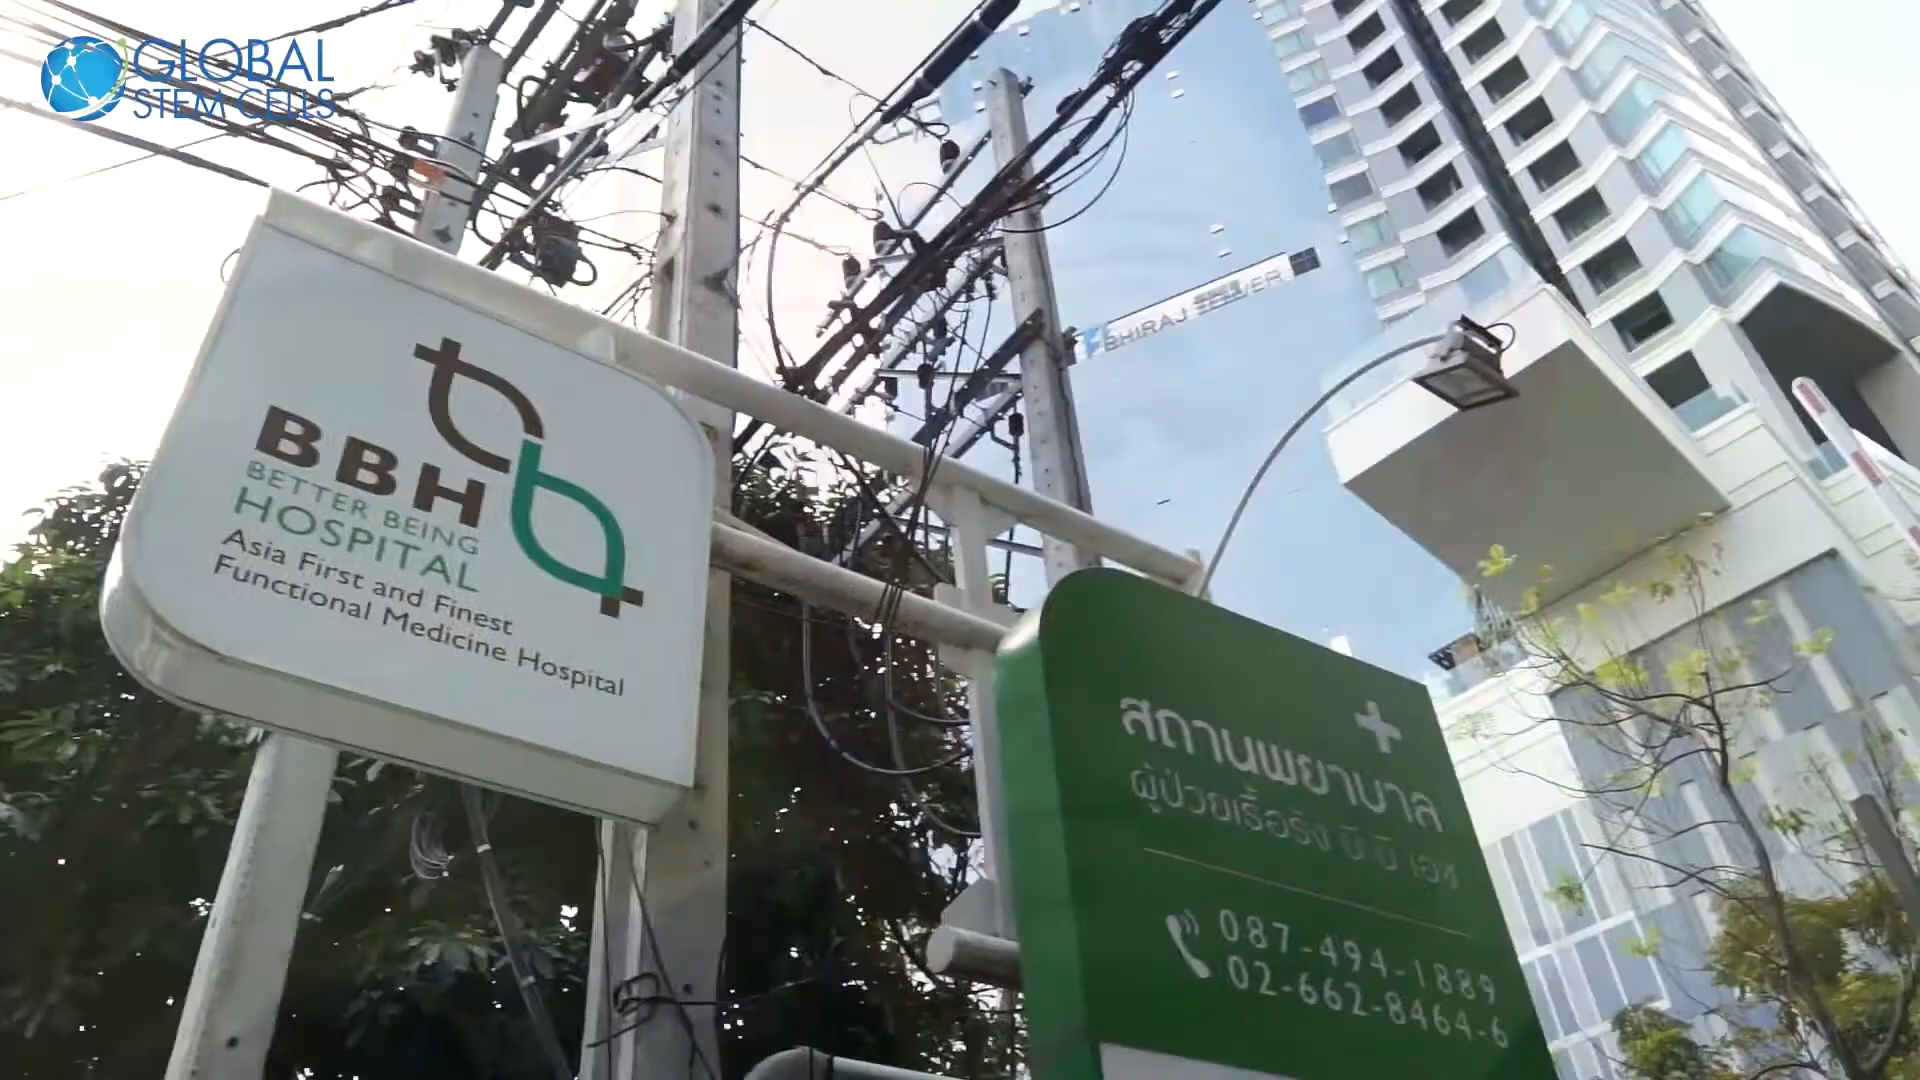 GLOBAL
STEM CELLS
BHIRAJ TOWER
BBH
BETTER BEING
HOSPITAL
Asia First and Finest
Functional Medicine Hospital
สถานพยาบาล
ผู้ป่วยเรื้อรัง บี บี เอช
087-494-1889
02-662-8464-6